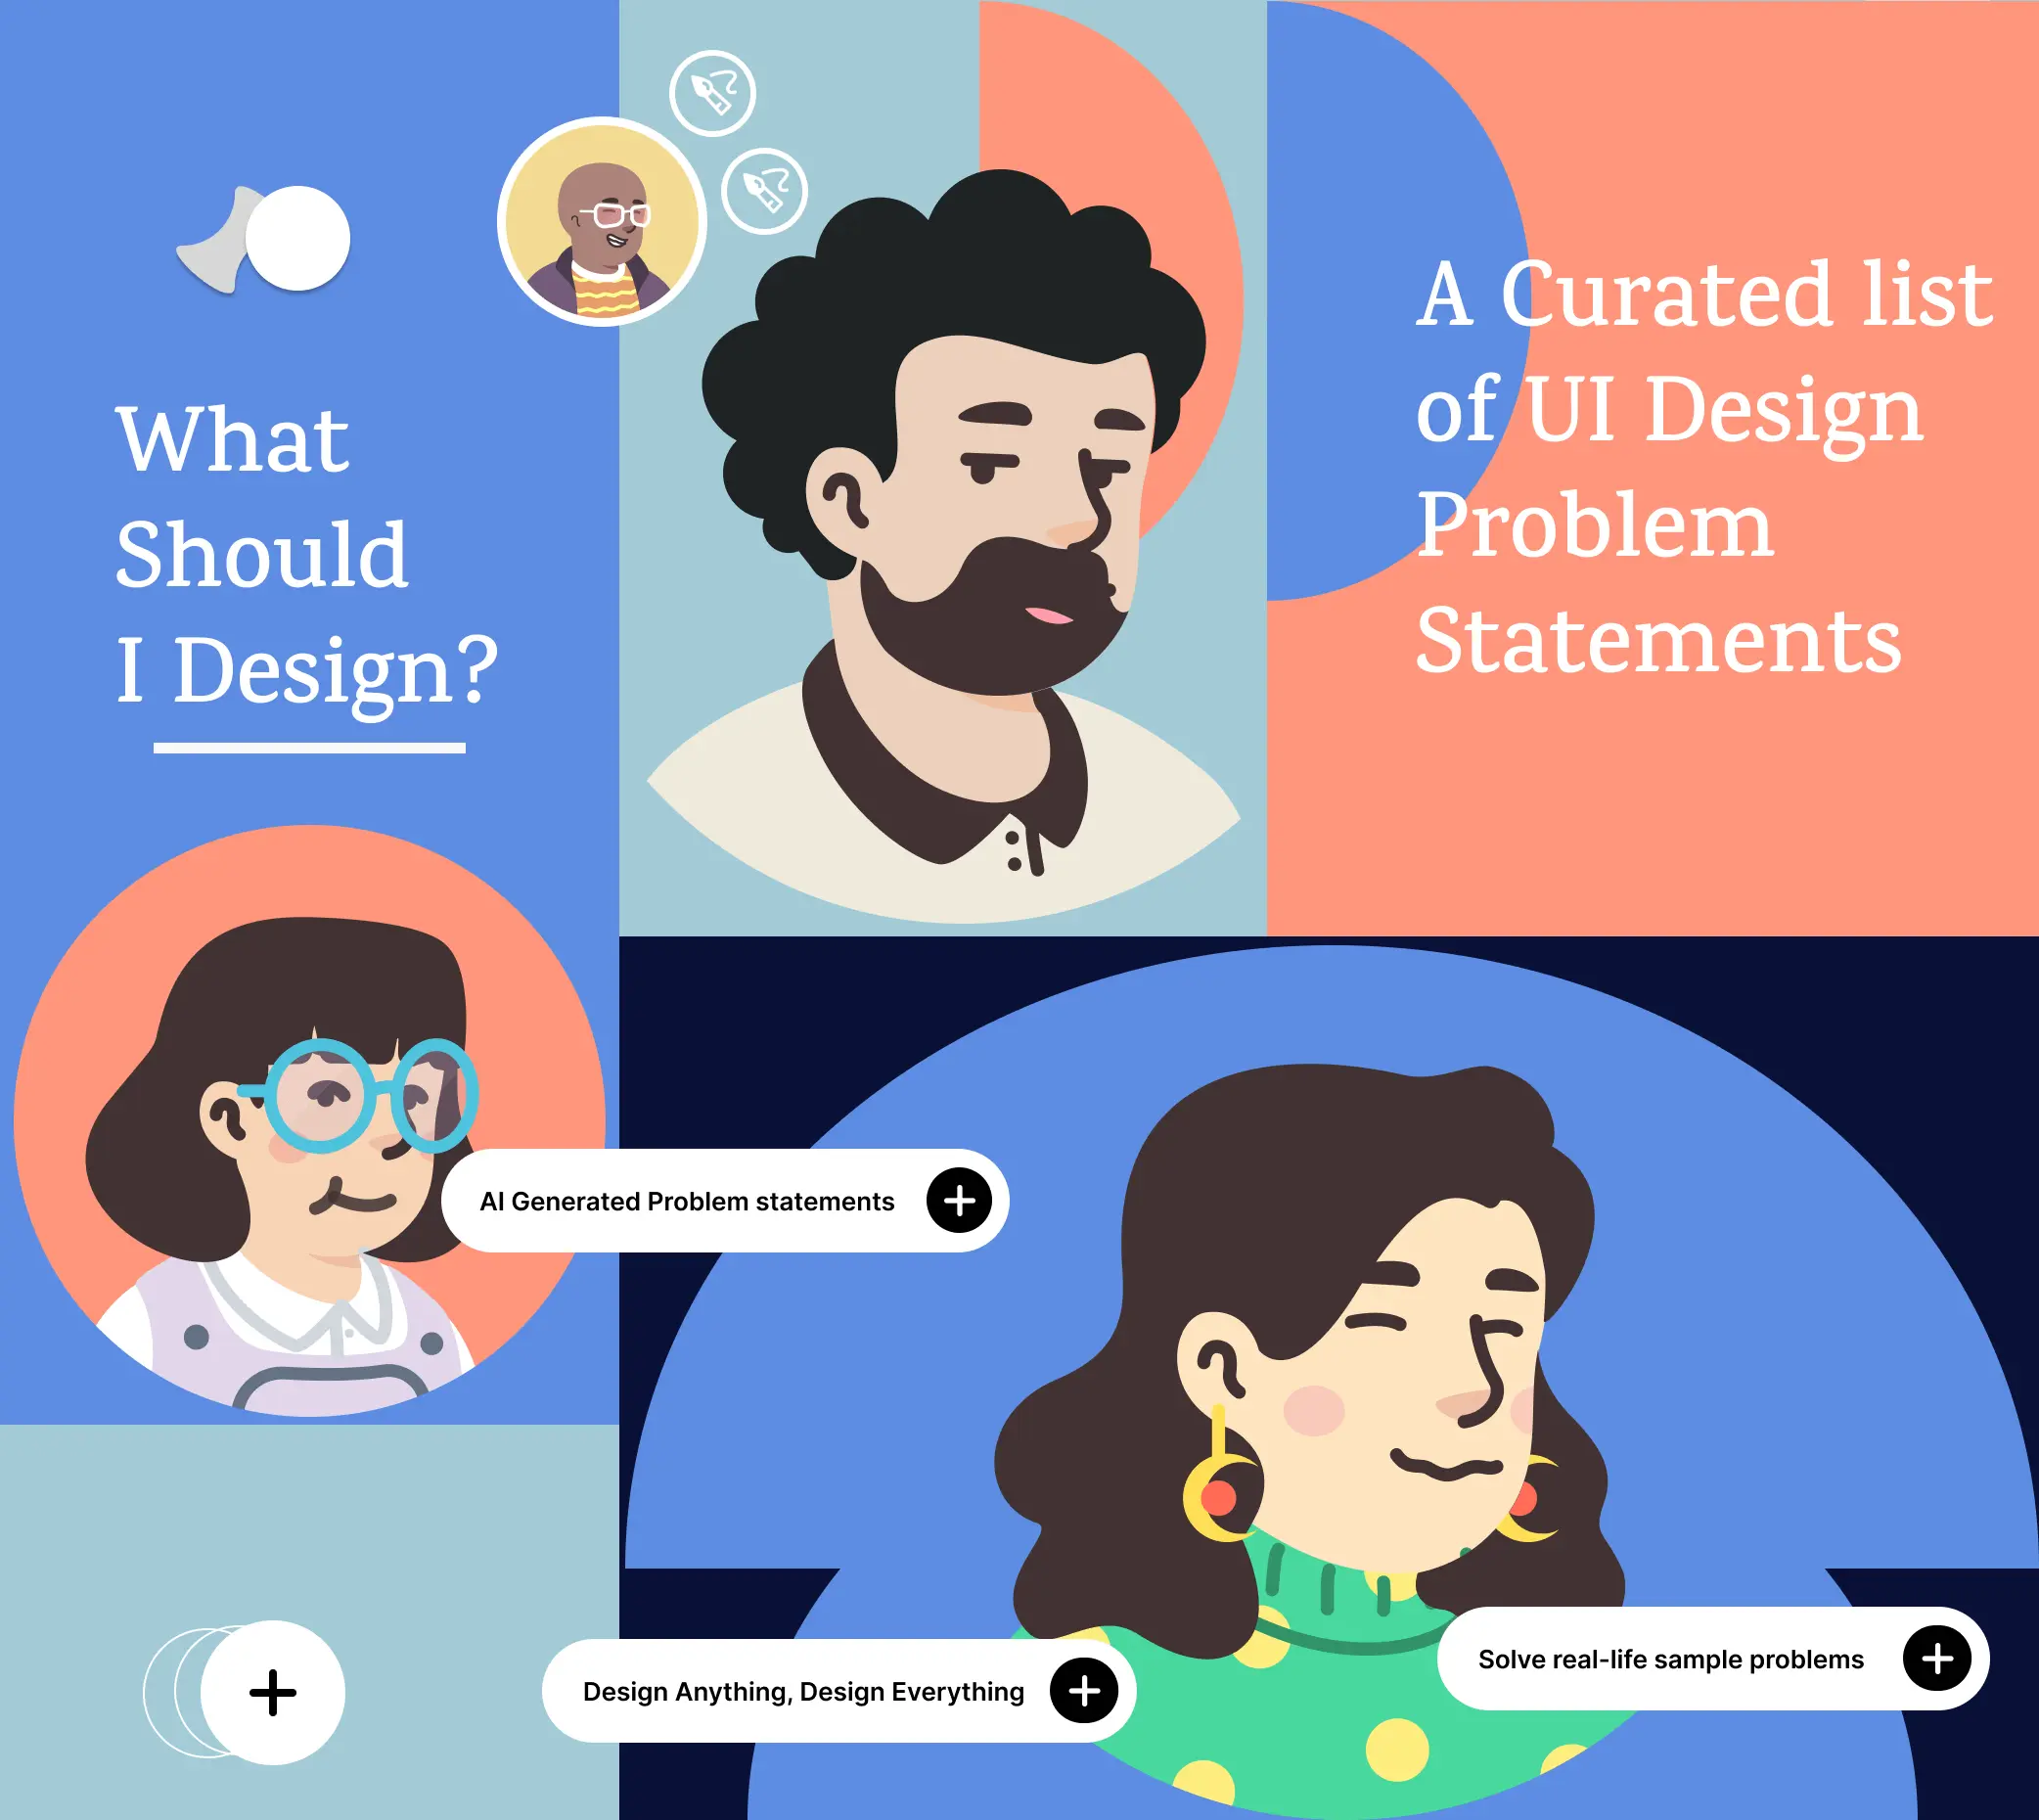 What
Should
I Design?
A Curated list
of UI Design
Problem
Statements
AI Generated Problem statements
Design Anything, Design Everything
Solve real-life sample problems